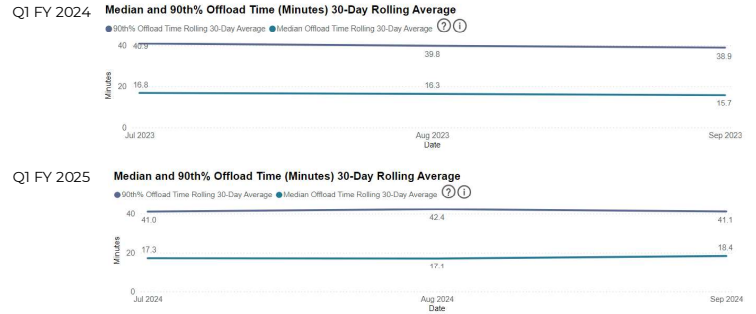 Q1 FY 2024
Median and 90th% Offload Time (Minutes) 30-Day Rolling Average
90th% Offload Time Rolling 30-Day Average Median Offload Time Rolling 30-Day Average ? i
40 40.9 39.8 38.9
Minutes
20 16.8 16.3 15.7
0
Jul 2023 Aug 2023 Sep 2023
Date
Q1 FY 2025
Median and 90th% Offload Time (Minutes) 30-Day Rolling Average
90th% Offload Time Rolling 30-Day Average Median Offload Time Rolling 30-Day Average ? i
40 41.0 42.4 41.1
Minutes
20 17.3 17.1 18.4
0
Jul 2024 Aug 2024 Sep 2024
Date